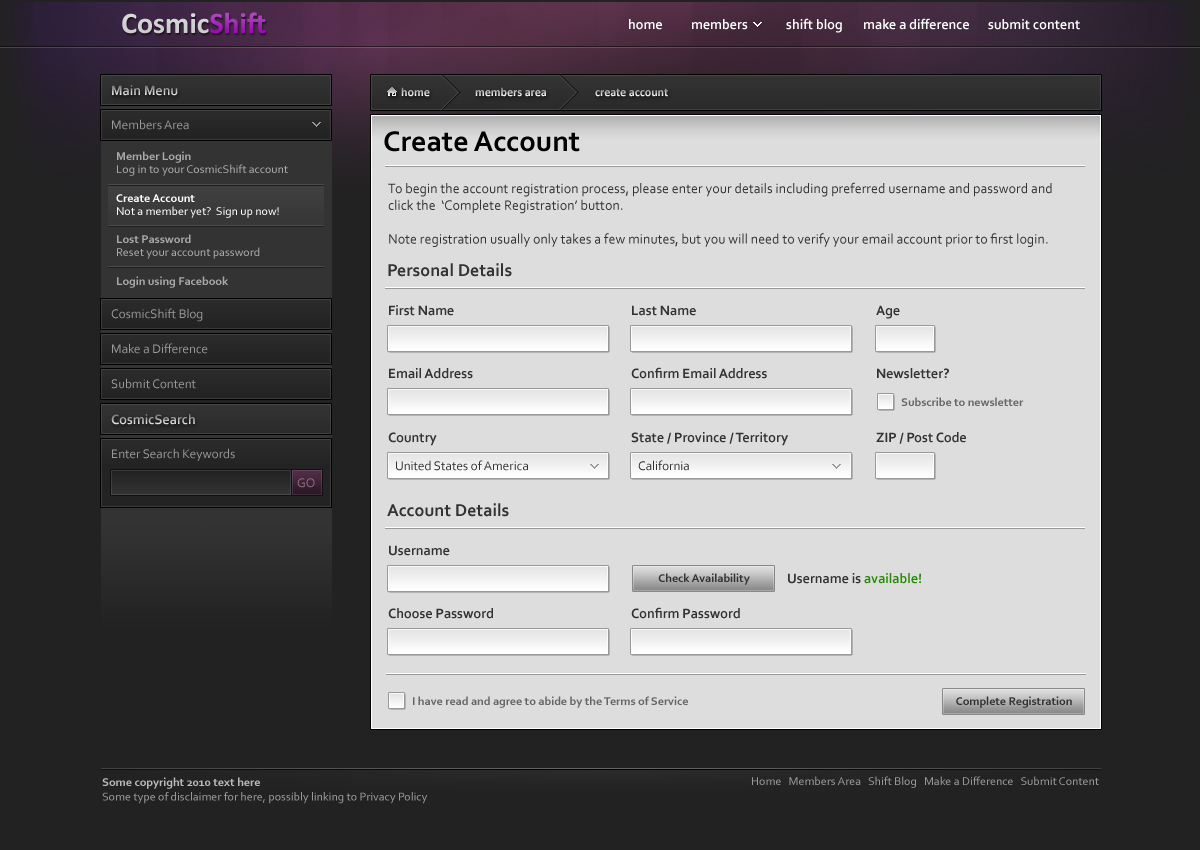 CosmicShift
home members shift blog make a difference submit content
Main Menu
Members Area
Member Login
Log in to your CosmicShift account
Create Account
Not a member yet? Sign up now!
Lost Password
Reset your account password
Login using Facebook
CosmicShift Blog
Make a Difference
Submit Content
CosmicSearch
Enter Search Keywords
GO
home members area create account
Create Account
To begin the account registration process, please enter your details including preferred username and password and
click the ‘Complete Registration’ button.
Note registration usually only takes a few minutes, but you will need to verify your email account prior to first login.
Personal Details
First Name Last Name Age
Email Address Confirm Email Address Newsletter?
Subscribe to newsletter
Country State / Province / Territory ZIP / Post Code
United States of America California
Account Details
Username
Check Availability Username is available!
Choose Password Confirm Password
I have read and agree to abide by the Terms of Service Complete Registration
Some copyright 2010 text here
Some type of disclaimer for here, possibly linking to Privacy Policy
Home Members Area Shift Blog Make a Difference Submit Content